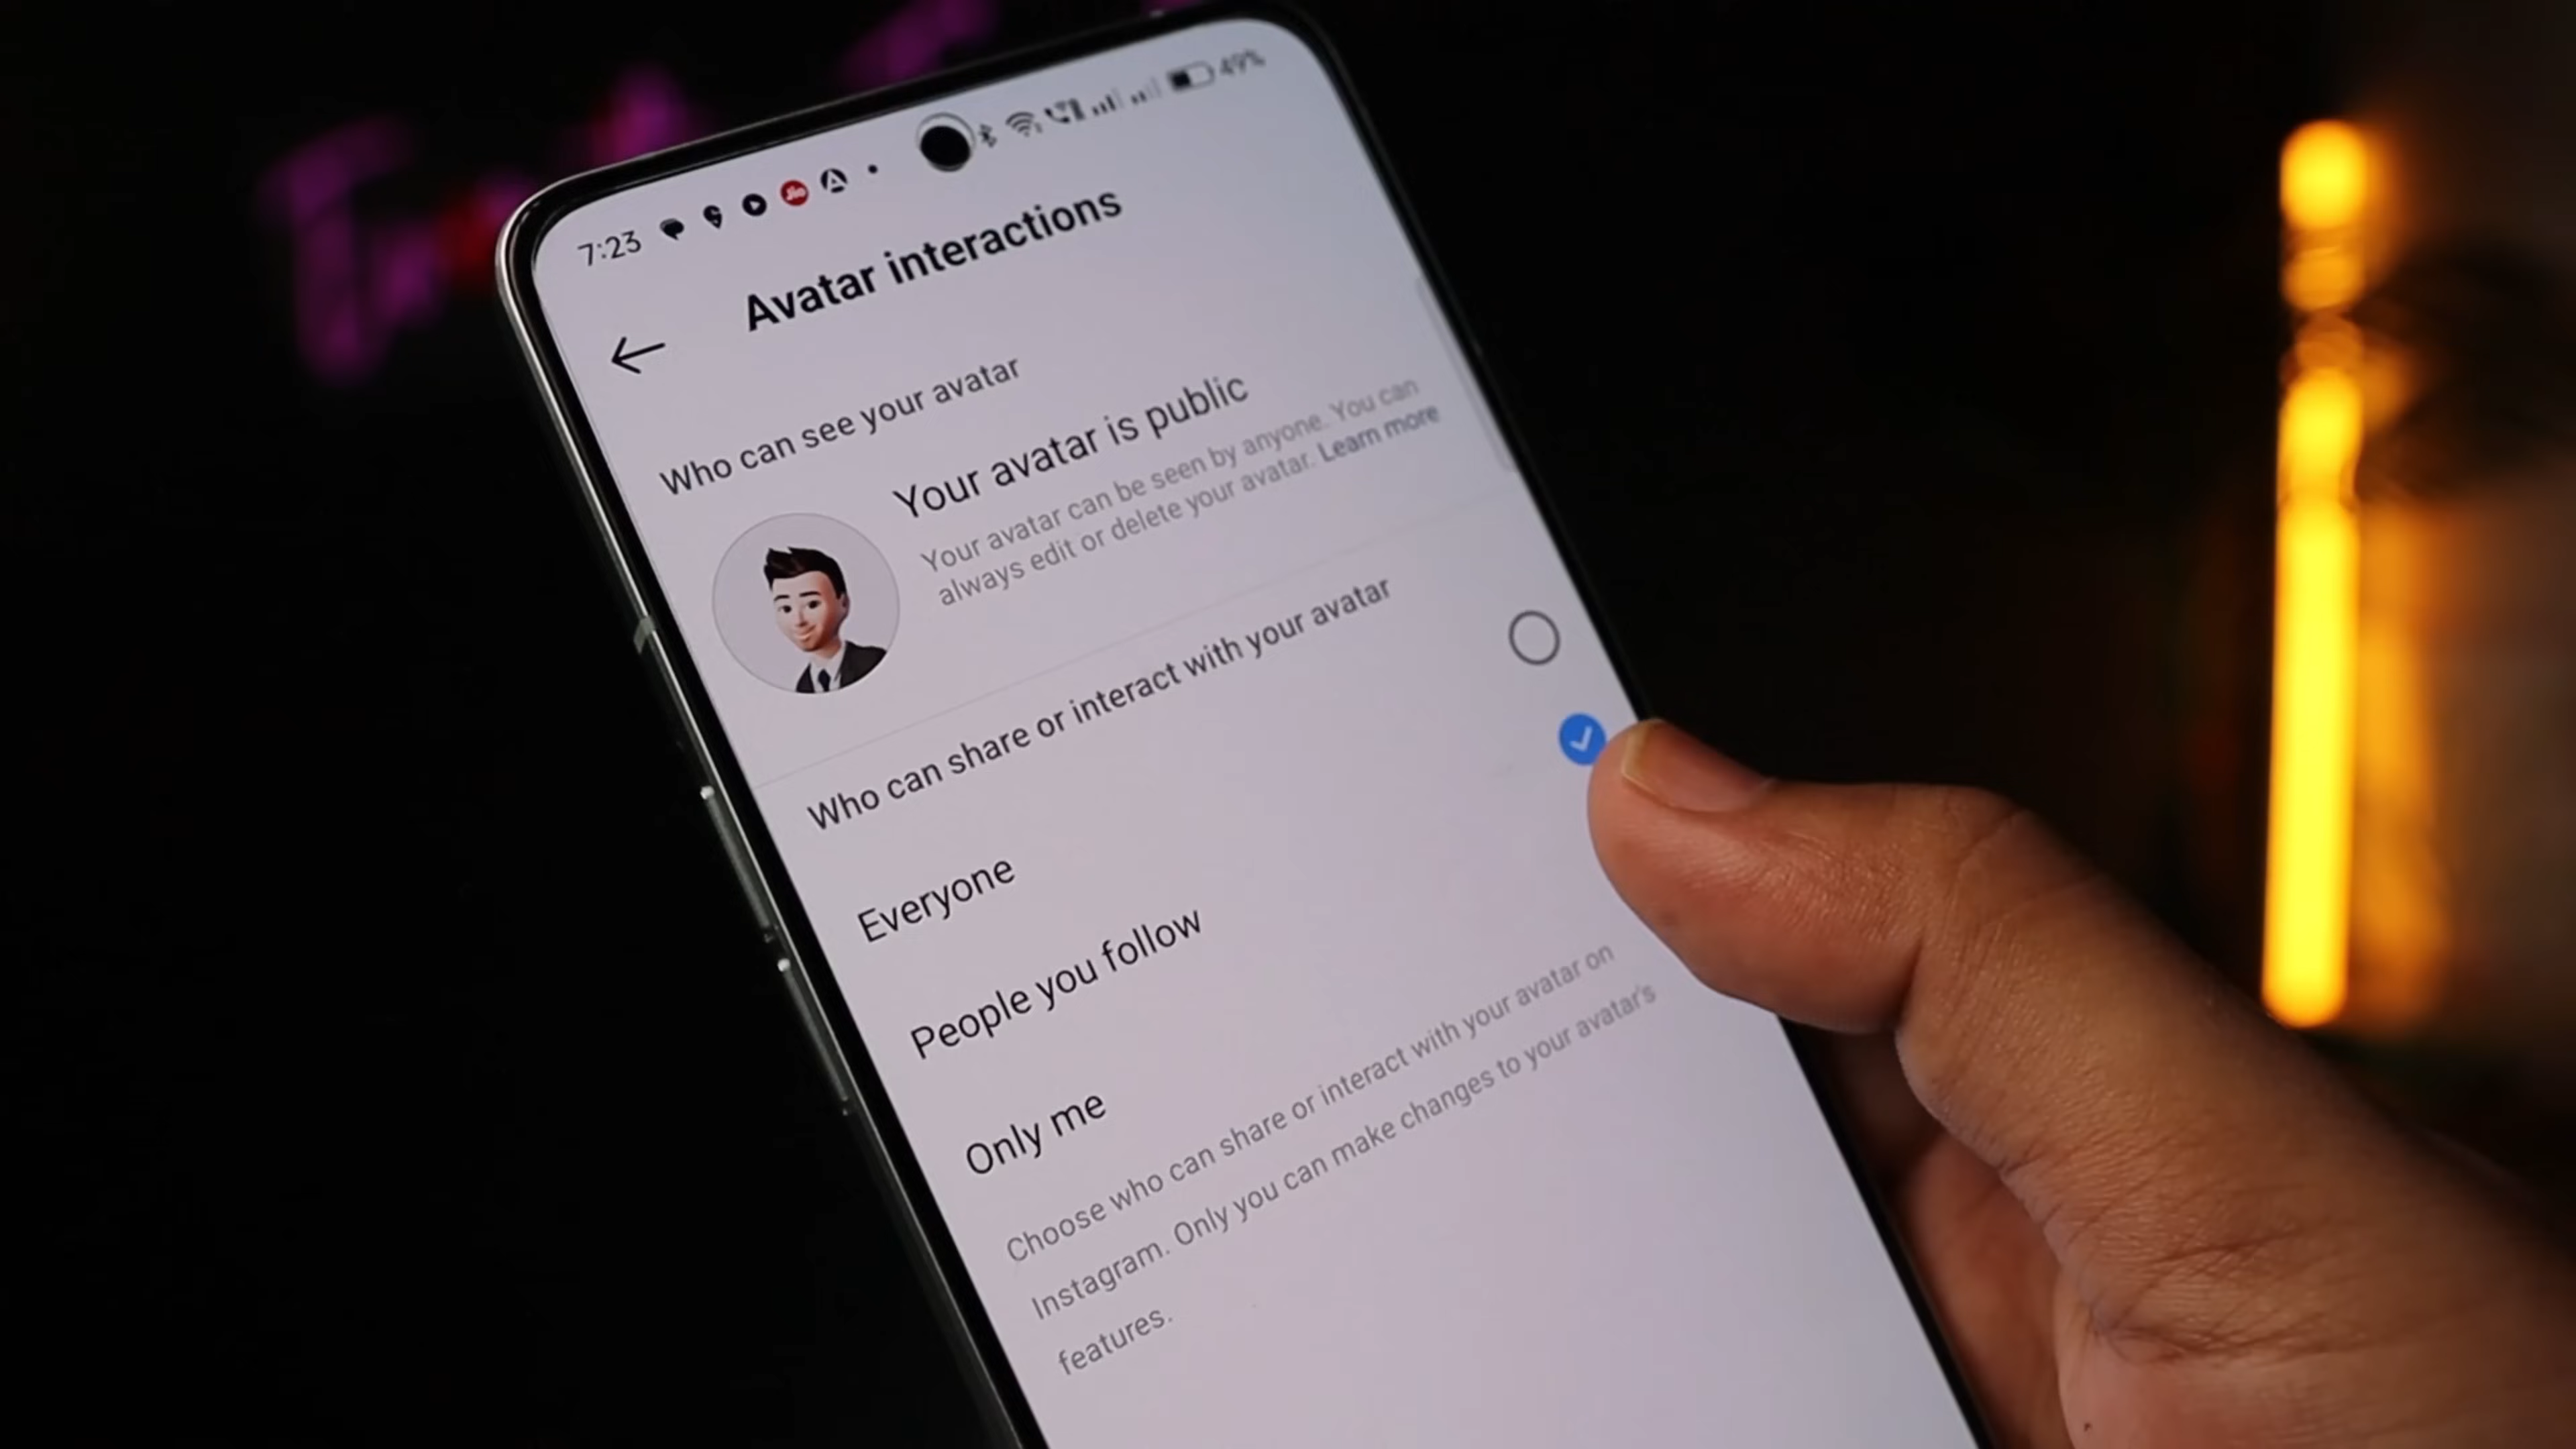 7:23
Jio
49%
Avatar interactions
Who can see your avatar
Your avatar is public
Your avatar can be seen by anyone. You can
always edit or delete your avatar. Learn more
Who can share or interact with your avatar
Everyone
People you follow
Only me
Choose who can share or interact with your avatar on
Instagram. Only you can make changes to your avatar's
features.